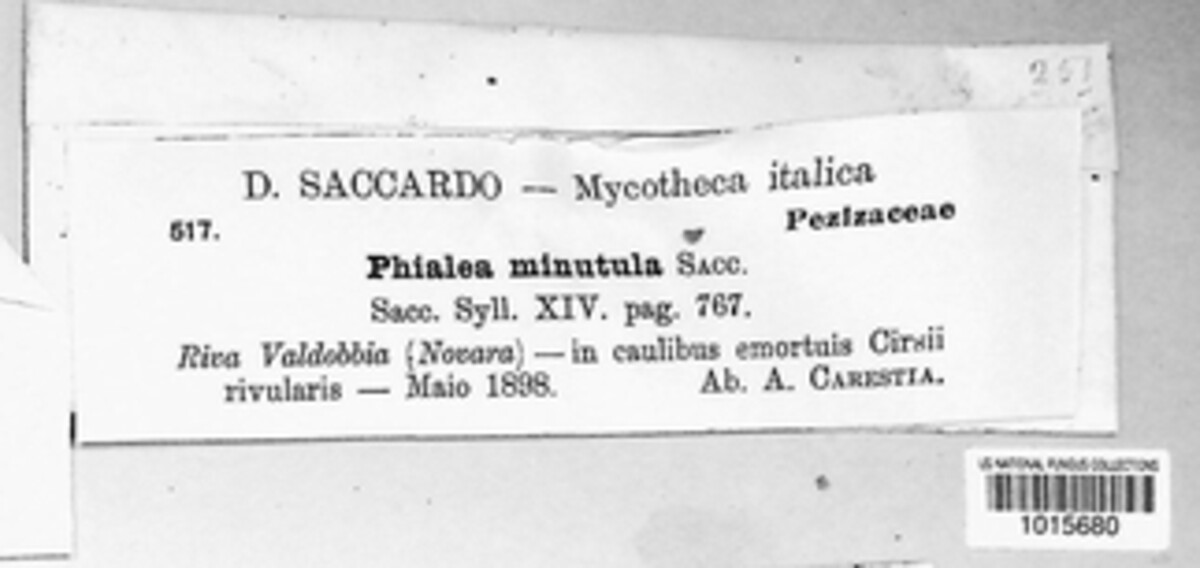 D. SACCARDO — Mycotheca italica
517.
Pezizaceae
Phialea minutula SACC.
Sacc. Syll. XIV. pag. 767.
Riva Valdobbia (Novara) — in caulibus emortuis Cirsii
rivularis — Maio 1898. Ab. A. CARESTIA.
US NATIONAL FUNGUS COLLECTIONS
1015680